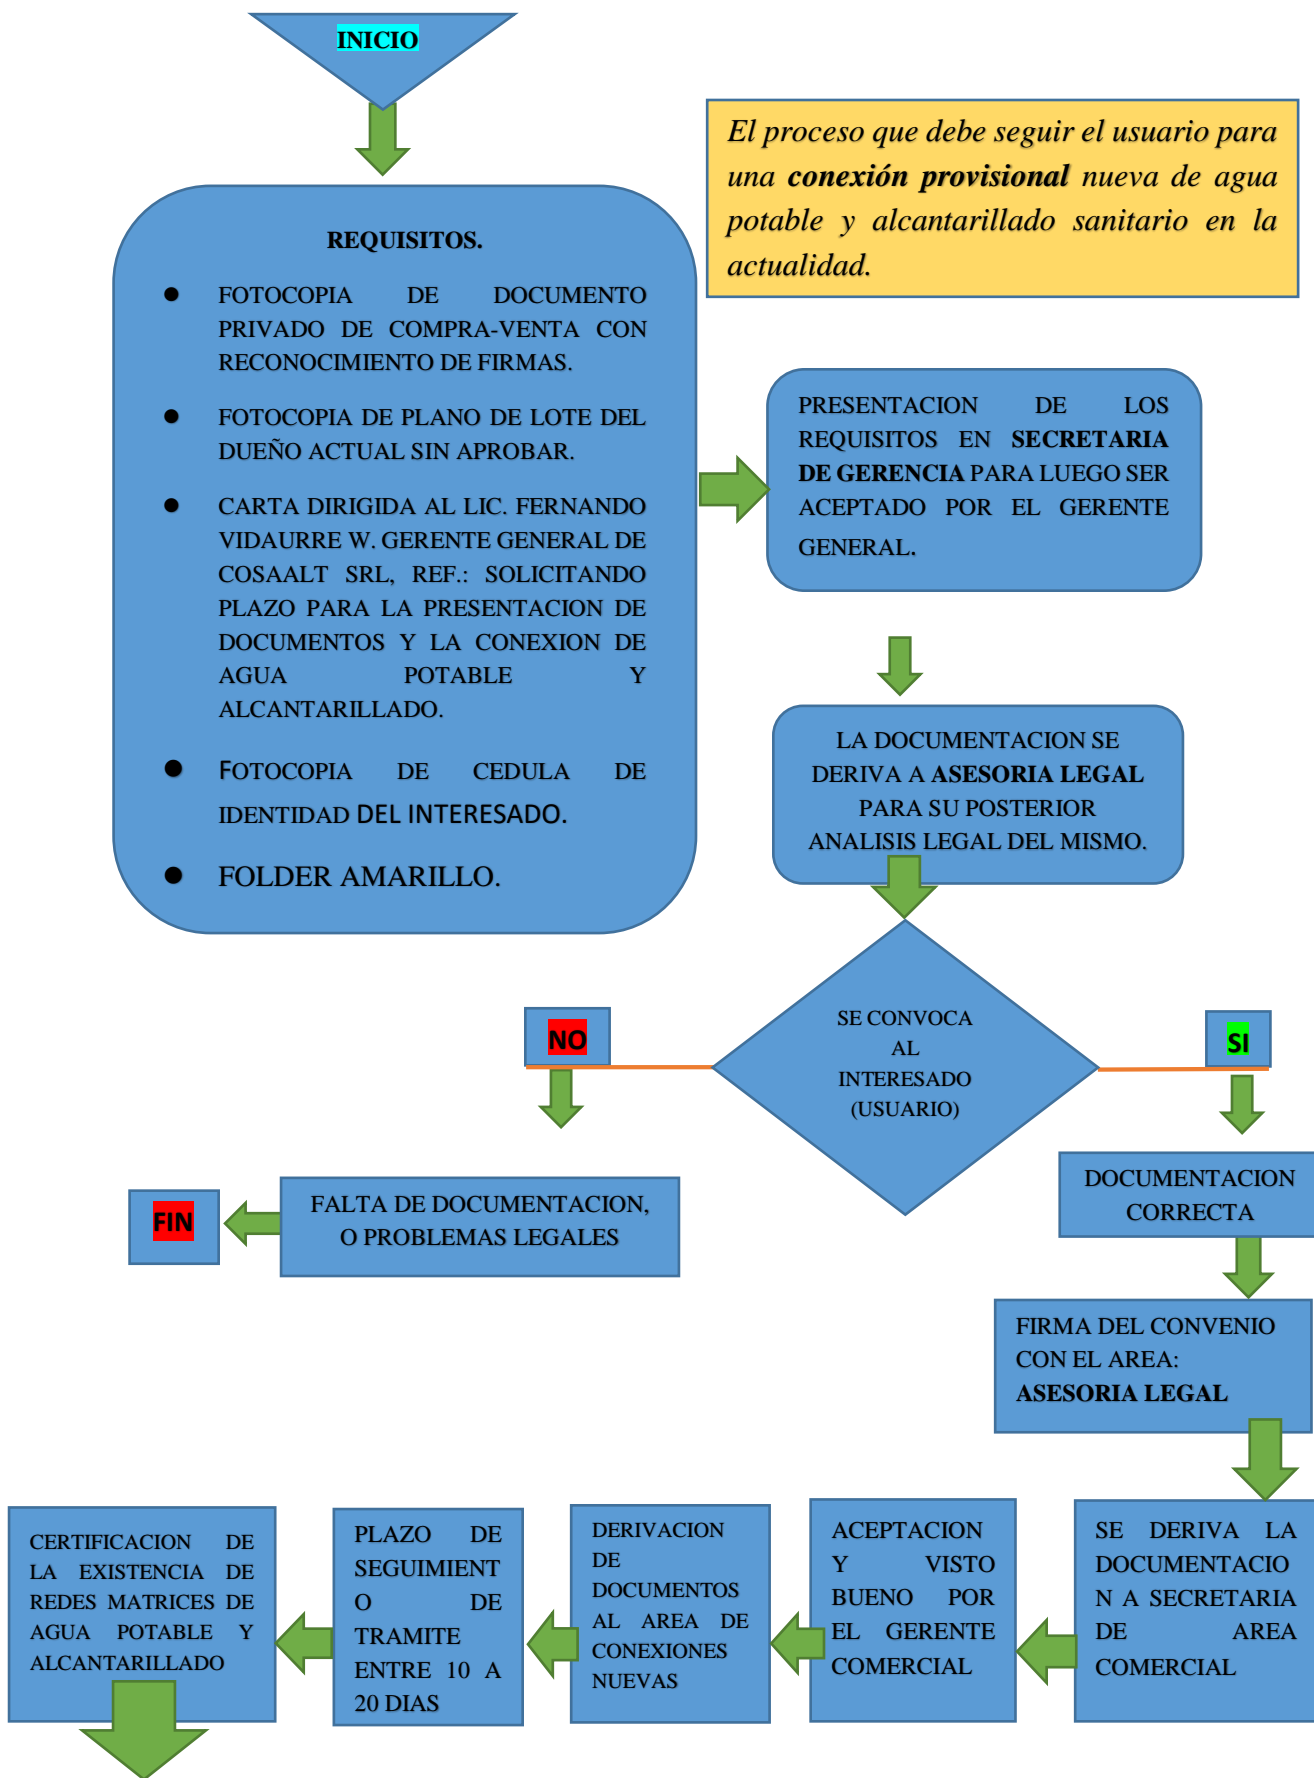 INICIO
El proceso que debe seguir el usuario para
una conexión provisional nueva de agua
potable y alcantarillado sanitario en la
actualidad.
REQUISITOS.
● FOTOCOPIA DE DOCUMENTO
PRIVADO DE COMPRA-VENTA CON
RECONOCIMIENTO DE FIRMAS.
● FOTOCOPIA DE PLANO DE LOTE DEL
DUEÑO ACTUAL SIN APROBAR.
● CARTA DIRIGIDA AL LIC. FERNANDO
VIDAURRE W. GERENTE GENERAL DE
COSAALT SRL, REF.: SOLICITANDO
PLAZO PARA LA PRESENTACION DE
DOCUMENTOS Y LA CONEXION DE
AGUA POTABLE Y
ALCANTARILLADO.
● FOTOCOPIA DE CEDULA DE
IDENTIDAD DEL INTERESADO.
● FOLDER AMARILLO.
PRESENTACION DE LOS
REQUISITOS EN SECRETARIA
DE GERENCIA PARA LUEGO SER
ACEPTADO POR EL GERENTE
GENERAL.
LA DOCUMENTACION SE
DERIVA A ASESORIA LEGAL
PARA SU POSTERIOR
ANALISIS LEGAL DEL MISMO.
SE CONVOCA
AL
INTERESADO
(USUARIO)
NO
SI
FALTA DE DOCUMENTACION,
O PROBLEMAS LEGALES
FIN
DOCUMENTACION
CORRECTA
FIRMA DEL CONVENIO
CON EL AREA:
ASESORIA LEGAL
SE DERIVA LA
DOCUMENTACIO
N A SECRETARIA
DE AREA
COMERCIAL
ACEPTACION
Y VISTO
BUENO POR
EL GERENTE
COMERCIAL
DERIVACION
DE
DOCUMENTOS
AL AREA DE
CONEXIONES
NUEVAS
PLAZO DE
SEGUIMIENT
O DE
TRAMITE
ENTRE 10 A
20 DIAS
CERTIFICACION DE
LA EXISTENCIA DE
REDES MATRICES DE
AGUA POTABLE Y
ALCANTARILLADO